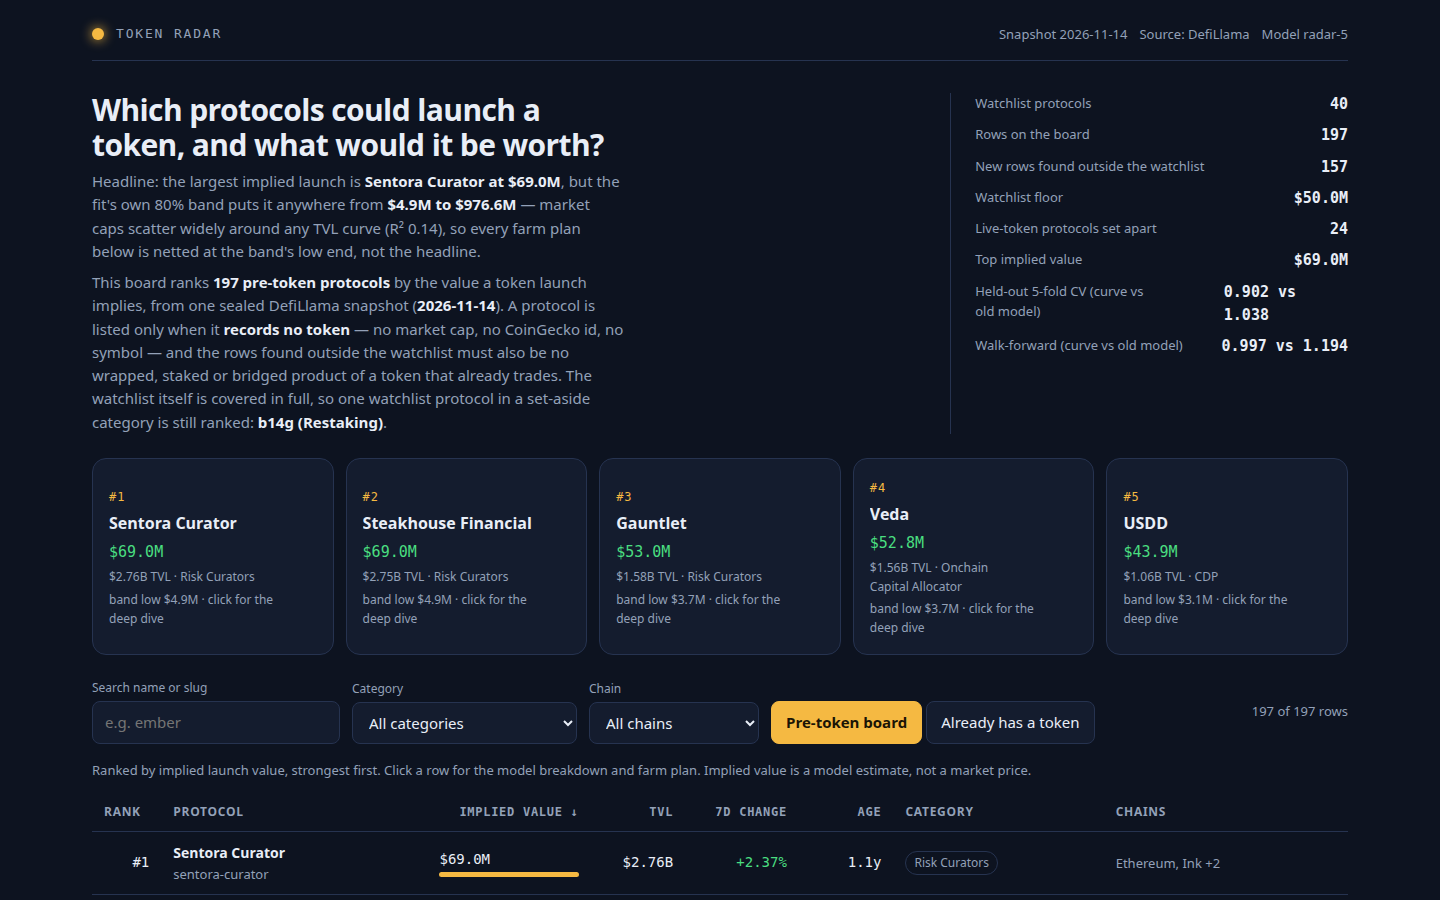 TOKEN RADAR
Snapshot 2026-11-14 Source: DefiLlama Model radar-5
Which protocols could launch a
token, and what would it be worth?
Headline: the largest implied launch is Sentora Curator at $69.0M, but the
fit's own 80% band puts it anywhere from $4.9M to $976.6M — market
caps scatter widely around any TVL curve (R² 0.14), so every farm plan
below is netted at the band's low end, not the headline.
This board ranks 197 pre-token protocols by the value a token launch
implies, from one sealed DefiLlama snapshot (2026-11-14). A protocol is
listed only when it records no token — no market cap, no CoinGecko id, no
symbol — and the rows found outside the watchlist must also be no
wrapped, staked or bridged product of a token that already trades. The
watchlist itself is covered in full, so one watchlist protocol in a set-aside
category is still ranked: b14g (Restaking).
Watchlist protocols 40
Rows on the board 197
New rows found outside the watchlist 157
Watchlist floor $50.0M
Live-token protocols set apart 24
Top implied value $69.0M
Held-out 5-fold CV (curve vs 0.902 vs
old model) 1.038
Walk-forward (curve vs old model) 0.997 vs 1.194
#1
Sentora Curator
$69.0M
$2.76B TVL · Risk Curators
band low $4.9M · click for the
deep dive
#2
Steakhouse Financial
$69.0M
$2.75B TVL · Risk Curators
band low $4.9M · click for the
deep dive
#3
Gauntlet
$53.0M
$1.58B TVL · Risk Curators
band low $3.7M · click for the
deep dive
#4
Veda
$52.8M
$1.56B TVL · Onchain
Capital Allocator
band low $3.7M · click for the
deep dive
#5
USDD
$43.9M
$1.06B TVL · CDP
band low $3.1M · click for the
deep dive
Search name or slug Category Chain
e.g. ember All categories All chains Pre-token board Already has a token 197 of 197 rows
Ranked by implied launch value, strongest first. Click a row for the model breakdown and farm plan. Implied value is a model estimate, not a market price.
RANK PROTOCOL IMPLIED VALUE ↓ TVL 7D CHANGE AGE CATEGORY CHAINS
#1 Sentora Curator $69.0M $2.76B +2.37% 1.1y Risk Curators Ethereum, Ink +2
sentora-curator